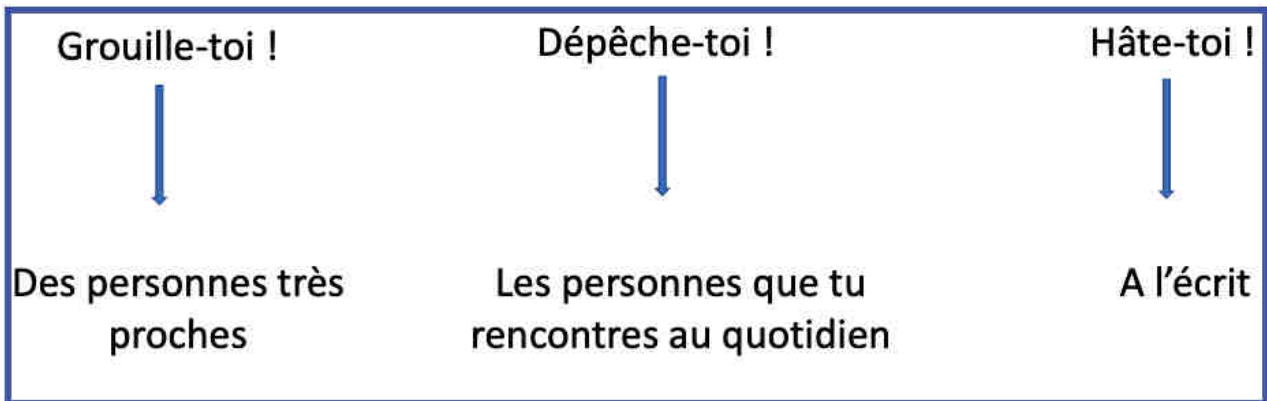 Grouille-toi !
Dépêche-toi !
Hâte-toi !
Des personnes très
proches
Les personnes que tu
rencontres au quotidien
A l’écrit